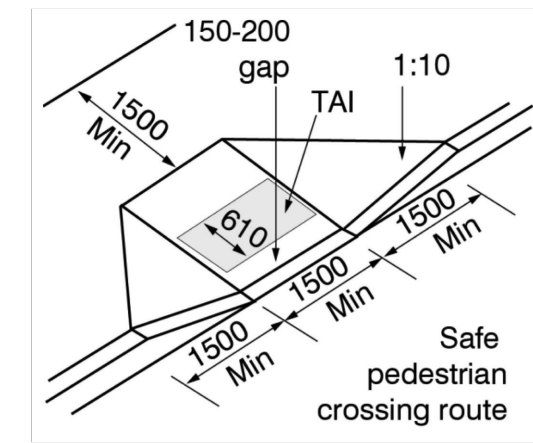 150-200
gap
1:10
TAI
1500
Min
610
1500
Min
1500
Min
1500
Min
Safe
pedestrian
crossing route